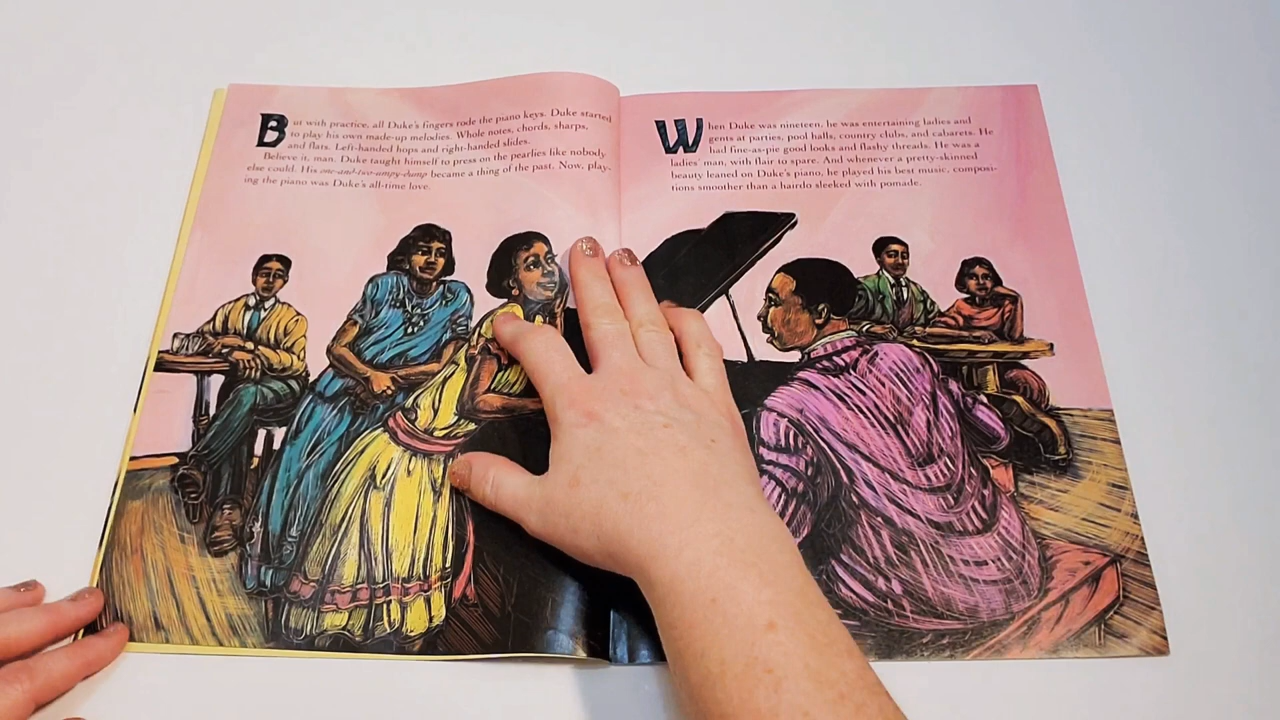 But with practice, all Duke's fingers rode the piano keys. Duke started
to play his own made-up melodies. Whole notes, chords, sharps,
and flats. Left-handed hops and right-handed slides.
Believe it, man. Duke taught himself to press on the pearlies like nobody
else could. His one-and-two-umpy-dump became a thing of the past. Now, play-
ing the piano was Duke's all-time love.
When Duke was nineteen, he was entertaining ladies and
gents at parties, pool halls, country clubs, and cabarets. He
had fine-as-pie good looks and flashy threads. He was a
ladies' man, with flair to spare. And whenever a pretty-skinned
beauty leaned on Duke's piano, he played his best music, composi-
tions smoother than a hairdo sleeked with pomade.